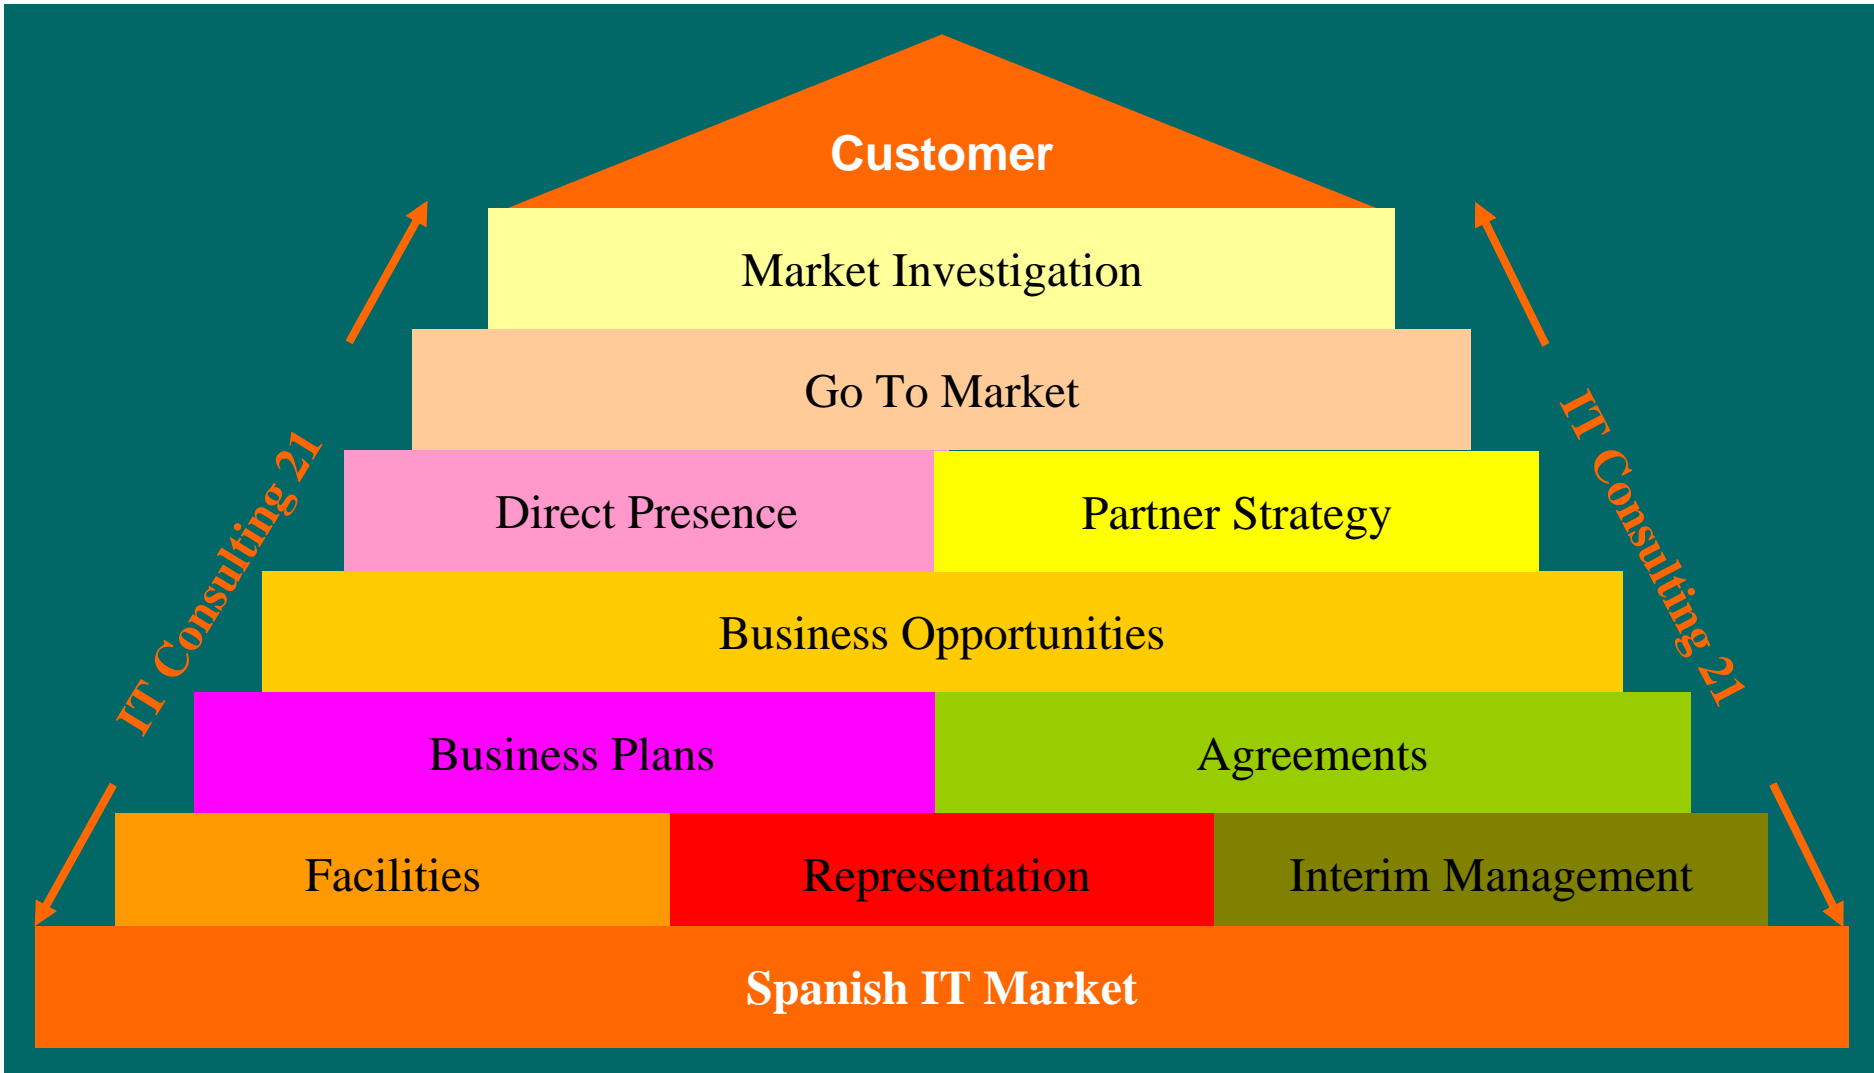 Customer
Market Investigation
Go To Market
Direct Presence
Partner Strategy
Business Opportunities
Business Plans
Agreements
Facilities
Representation
Interim Management
Spanish IT Market
IT Consulting 21
IT Consulting 21